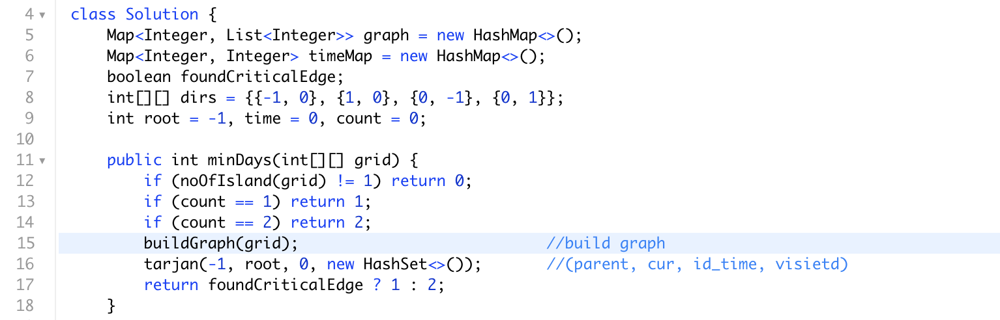 4 ▾ class Solution {
5 Map<Integer, List<Integer>> graph = new HashMap<>();
6 Map<Integer, Integer> timeMap = new HashMap<>();
7 boolean foundCriticalEdge;
8 int[][] dirs = {{-1, 0}, {1, 0}, {0, -1}, {0, 1}};
9 int root = -1, time = 0, count = 0;
10
11 ▾ public int minDays(int[][] grid) {
12 if (noOfIsland(grid) != 1) return 0;
13 if (count == 1) return 1;
14 if (count == 2) return 2;
15 buildGraph(grid); //build graph
16 tarjan(-1, root, 0, new HashSet<>()); //(parent, cur, id_time, visietd)
17 return foundCriticalEdge ? 1 : 2;
18 }